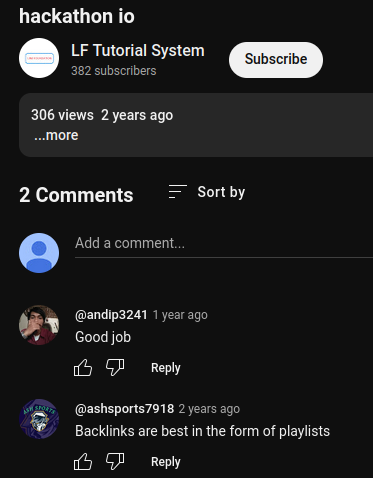 hackathon io
LF Tutorial System
382 subscribers
Subscribe
306 views 2 years ago
...more
2 Comments
Sort by
Add a comment...
@andip3241 1 year ago
Good job
Reply
ASH SPORTS
@ashsports7918 2 years ago
Backlinks are best in the form of playlists
Reply